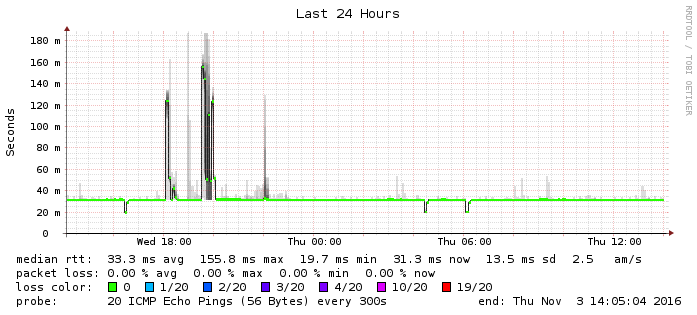 Last 24 Hours
RRDTOOL / TOBI OETIKER
Seconds
180 m
160 m
140 m
120 m
100 m
80 m
60 m
40 m
20 m
0
Wed 18:00 Thu 00:00 Thu 06:00 Thu 12:00
median rtt: 33.3 ms avg 155.8 ms max 19.7 ms min 31.3 ms now 13.5 ms sd 2.5 am/s
packet loss: 0.00 % avg 0.00 % max 0.00 % min 0.00 % now
loss color: 0 1/20 2/20 3/20 4/20 10/20 19/20
probe: 20 ICMP Echo Pings (56 Bytes) every 300s end: Thu Nov 3 14:05:04 2016